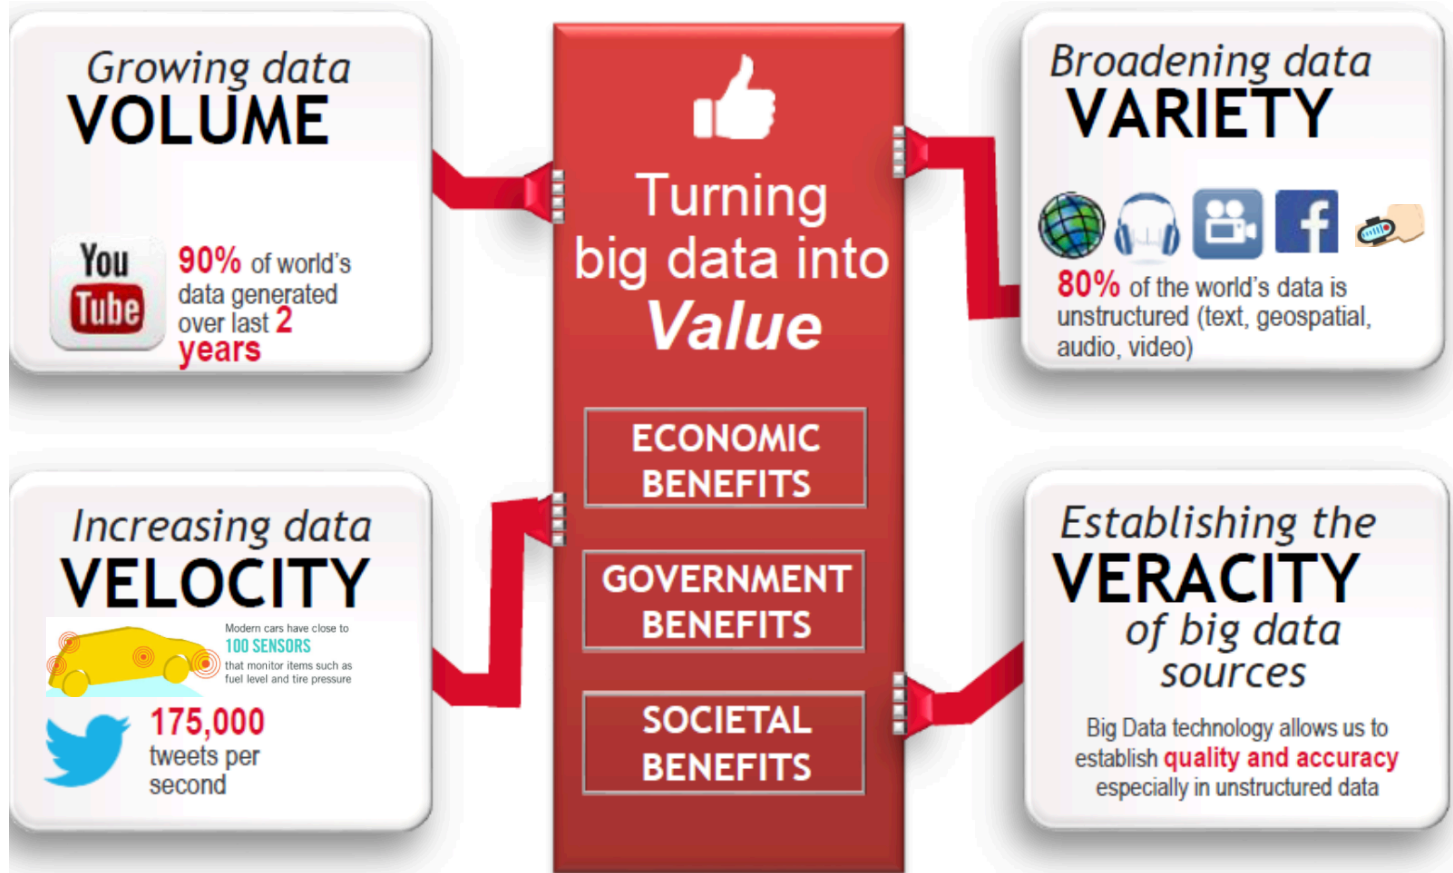 Growing data
VOLUME
You
Tube
90% of world's
data generated
over last 2
years
Increasing data
VELOCITY
Modern cars have close to
100 SENSORS
that monitor items such as
fuel level and tire pressure
175,000
tweets per
second
Turning
big data into
Value
ECONOMIC
BENEFITS
GOVERNMENT
BENEFITS
SOCIETAL
BENEFITS
Broadening data
VARIETY
f
80% of the world's data is
unstructured (text, geospatial,
audio, video)
Establishing the
VERACITY
of big data
sources
Big Data technology allows us to
establish quality and accuracy
especially in unstructured data